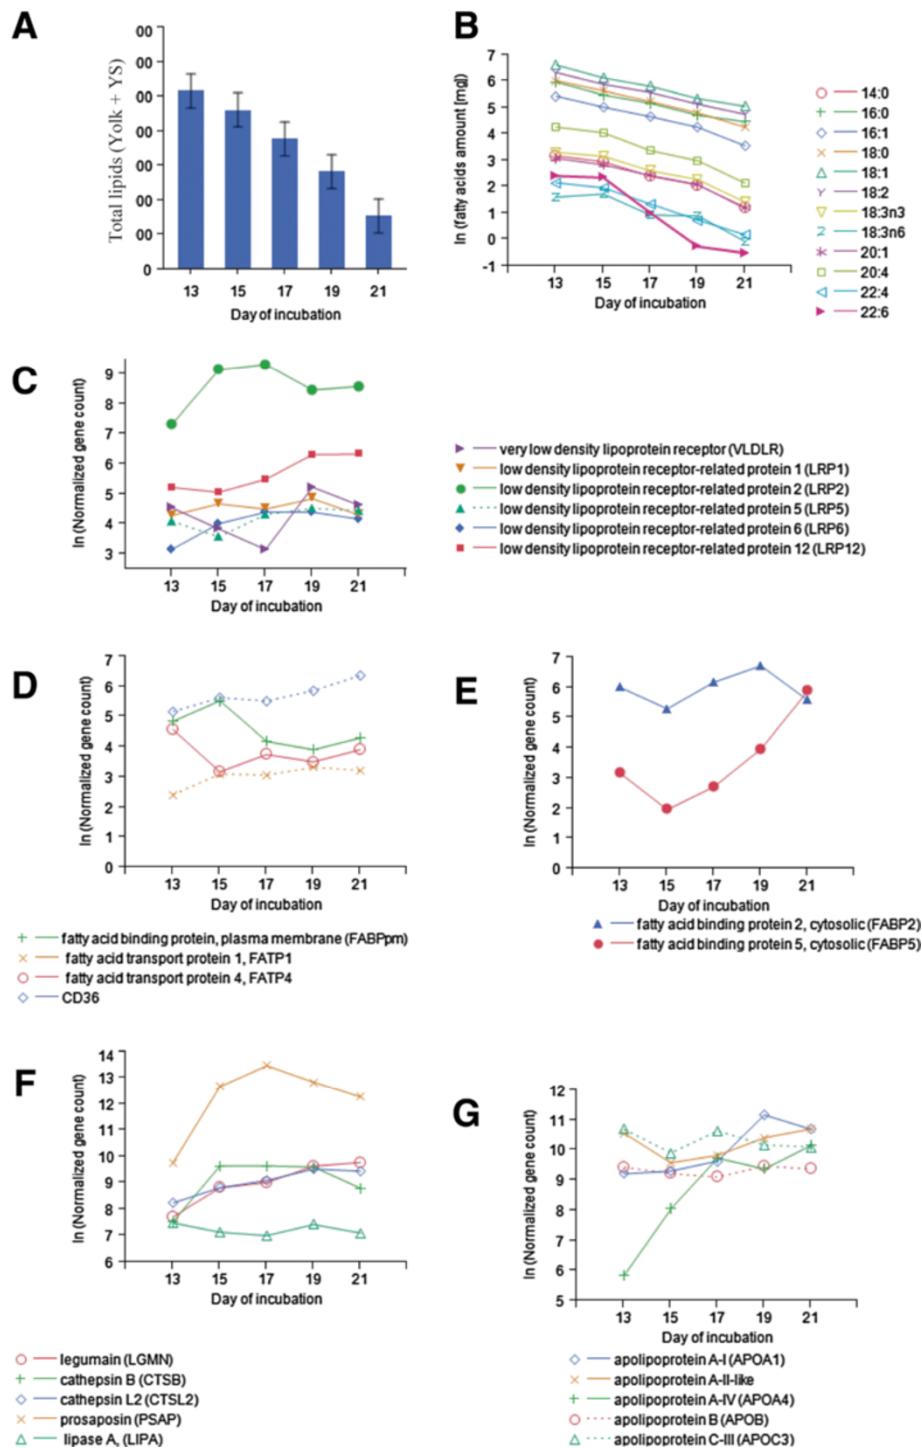 A
Total lipids (Yolk + YS)
00
00
00
00
00
00
00
0
13 15 17 19 21
Day of incubation
B
ln (fatty acids amount [mg])
7
6
5
4
3
2
1
0
-1
13 15 17 19 21
Day of incubation
14:0
16:0
16:1
18:0
18:1
18:2
18:3n3
18:3n6
20:1
20:4
22:4
22:6
C
ln (Normalized gene count)
9
8
7
6
5
4
3
13 15 17 19 21
Day of incubation
very low density lipoprotein receptor (VLDLR)
low density lipoprotein receptor-related protein 1 (LRP1)
low density lipoprotein receptor-related protein 2 (LRP2)
low density lipoprotein receptor-related protein 5 (LRP5)
low density lipoprotein receptor-related protein 6 (LRP6)
low density lipoprotein receptor-related protein 12 (LRP12)
D
ln (Normalized gene count)
7
6
5
4
3
2
1
0
13 15 17 19 21
Day of incubation
fatty acid binding protein, plasma membrane (FABPpm)
fatty acid transport protein 1, FATP1
fatty acid transport protein 4, FATP4
CD36
E
ln (Normalized gene count)
7
6
5
4
3
2
1
0
13 15 17 19 21
Day of incubation
fatty acid binding protein 2, cytosolic (FABP2)
fatty acid binding protein 5, cytosolic (FABP5)
F
ln (Normalized gene count)
14
13
12
11
10
9
8
7
6
13 15 17 19 21
Day of incubation
legumain (LGMN)
cathepsin B (CTSB)
cathepsin L2 (CTSL2)
prosaposin (PSAP)
lipase A, (LIPA)
G
ln (Normalized gene count)
12
11
10
9
8
7
6
5
13 15 17 19 21
Day of incubation
apolipoprotein A-I (APOA1)
apolipoprotein A-II-like
apolipoprotein A-IV (APOA4)
apolipoprotein B (APOB)
apolipoprotein C-III (APOC3)